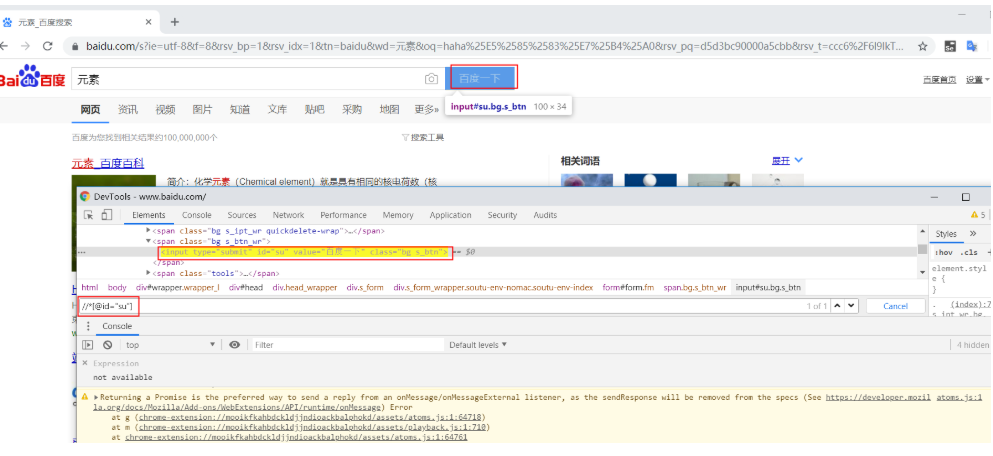 元素_百度搜索
baidu.com/s?ie=utf-8&f=8&rsv_bp=1&rsv_idx=1&tn=baidu&wd=元素&oq=haha%25E5%2585%2583%25E7%25B4%25A0&rsv_pq=d5d3bc90000a5cbb&rsv_t=ccc6%2F6I9IkT...
Bai du 百度 元素 百度一下 百度首页 设置
网页 资讯 视频 图片 知道 文库 贴吧 采购 地图 更多»
input#su.bg.s_btn 100 × 34
百度为您找到相关结果约100,000,000个 搜索工具
元素_百度百科 相关词语 展开
简介：化学元素（Chemical element）就是具有相同的核电荷数（核
DevTools - www.baidu.com/
Elements Console Sources Network Performance Memory Application Security Audits 5
<span class="bg s_ipt_wr quickdelete-wrap">…</span> Styles »
<span class="bg s_btn_wr">
<input type="submit" id="su" value="百度一下" class="bg s_btn"> == $0 :hov .cls +
</span> element.styl
<span class="tools">…</span> e {
}
html body div#wrapper.wrapper_l div#head div.head_wrapper div.s_form div.s_form_wrapper.soutu-env-nomac.soutu-env-index form#form.fm span.bg.s_btn_wr input#su.bg.s_btn
//*[@id="su"] 1 of 1 Cancel (index):7
Console
top Filter Default levels ▼ 4 hidden
Expression
not available
Returning a Promise is the preferred way to send a reply from an onMessage/onMessageExternal listener, as the sendResponse will be removed from the specs (See https://developer.mozil atoms.js:1
la.org/docs/Mozilla/Add-ons/WebExtensions/API/runtime/onMessage) Error
at g (chrome-extension://mooikfkahbdckldjjndioackbalphokd/assets/atoms.js:1:64718)
at m (chrome-extension://mooikfkahbdckldjjndioackbalphokd/assets/playback.js:1:710)
at chrome-extension://mooikfkahbdckldjjndioackbalphokd/assets/atoms.js:1:64761